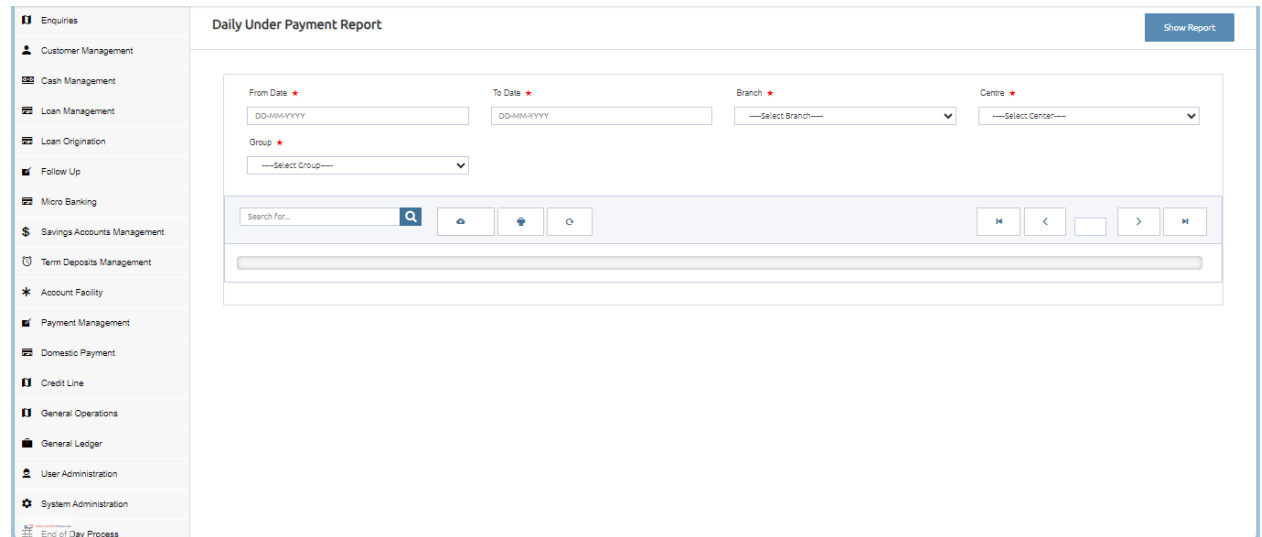 Enquiries
Daily Under Payment Report
Show Report
Customer Management
Cash Management
From Date ★
To Date ★
Branch ★
Centre ★
Loan Management
DD-MM-YYYY
DD-MM-YYYY
-----Select Branch-----
-----Select Center-----
Loan Origination
Group ★
Follow Up
-----Select Group-----
Micro Banking
Search for...
Savings Accounts Management
Term Deposits Management
Account Facility
Payment Management
Domestic Payment
Credit Line
General Operations
General Ledger
User Administration
System Administration
End of Day Process